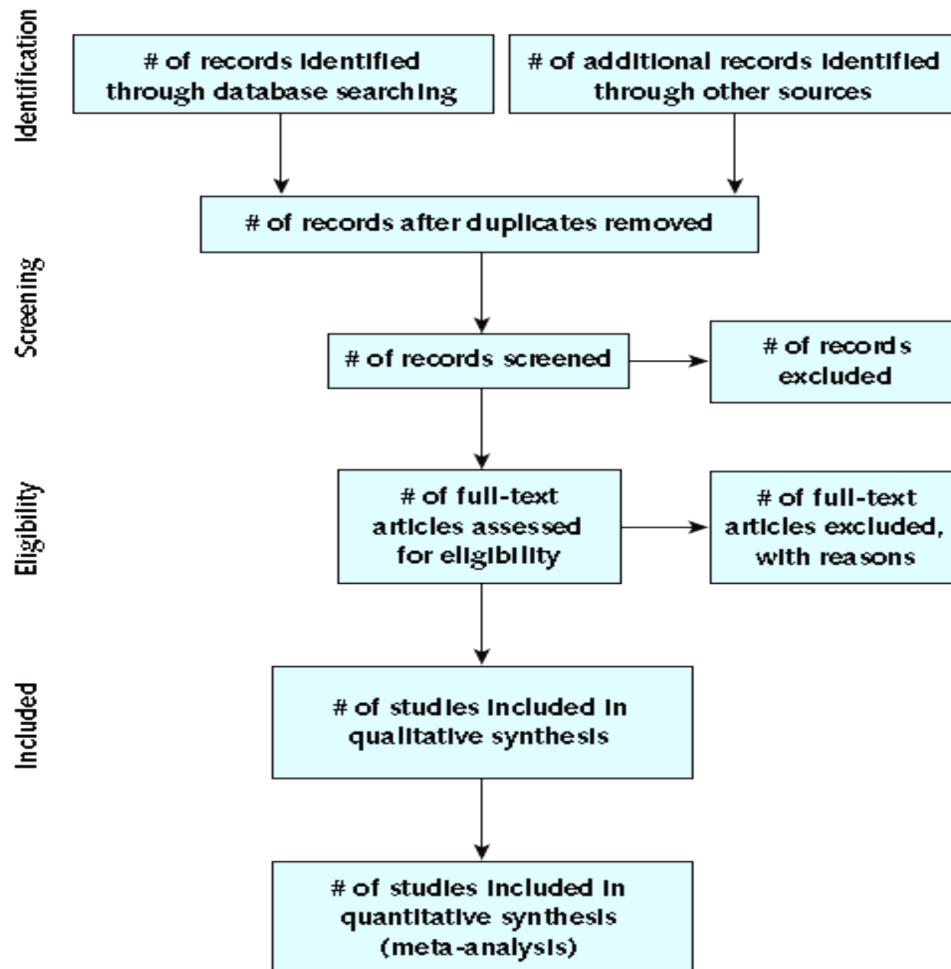 Identification
# of records identified
through database searching
# of additional records identified
through other sources
# of records after duplicates removed
Screening
# of records screened
# of records
excluded
Eligibility
# of full-text
articles assessed
for eligibility
# of full-text
articles excluded,
with reasons
Included
# of studies included in
qualitative synthesis
# of studies included in
quantitative synthesis
(meta-analysis)